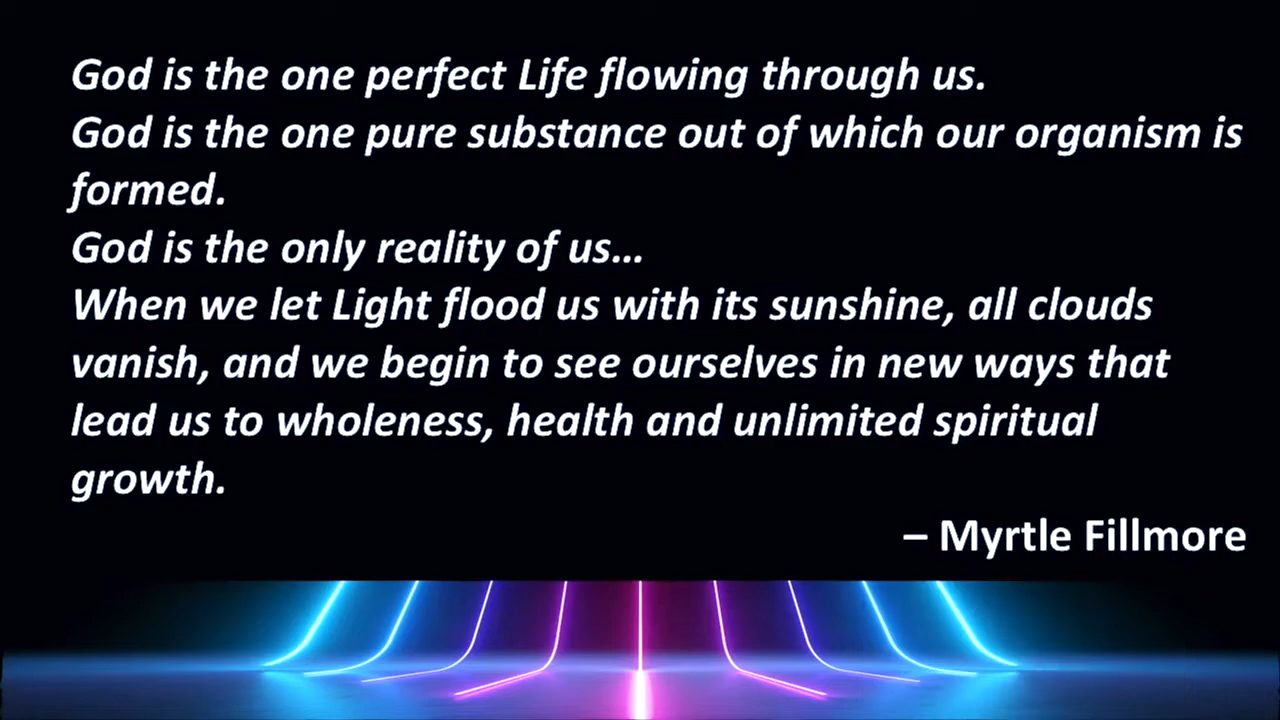 God is the one perfect Life flowing through us.
God is the one pure substance out of which our organism is
formed.
God is the only reality of us...
When we let Light flood us with its sunshine, all clouds
vanish, and we begin to see ourselves in new ways that
lead us to wholeness, health and unlimited spiritual
growth.
– Myrtle Fillmore